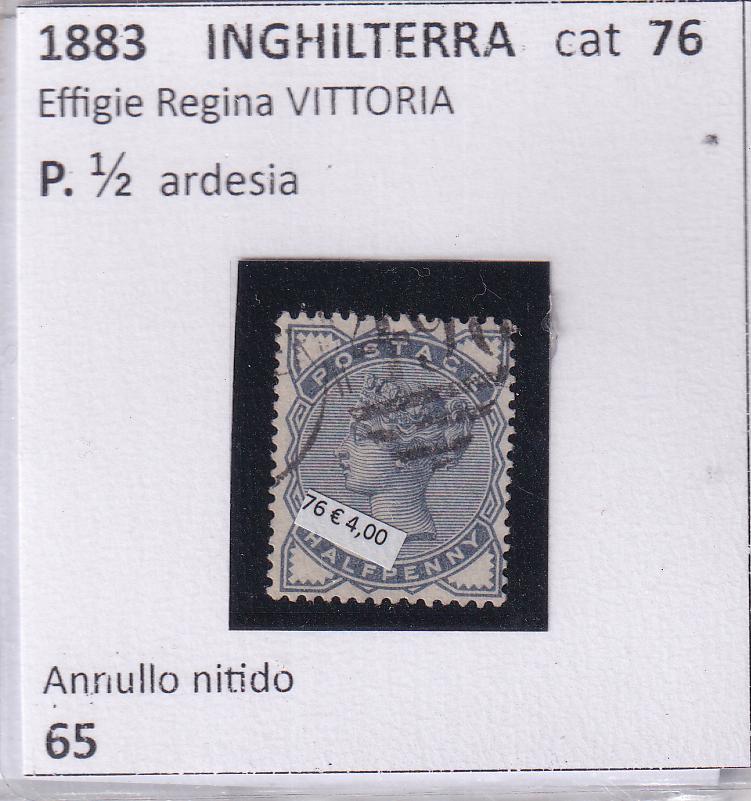 1883 INGHiLTERRA cat 76
Effigie Regina VITTORIA
P. ½ ardesia
POSTAGE
76 € 4,00
HALFPENNY
Annullo nitido
65